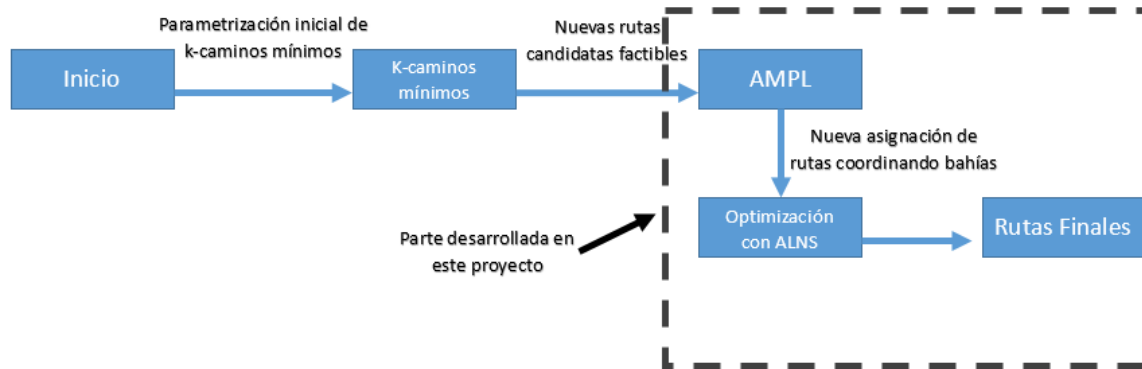 Parametrización inicial de
k-caminos mínimos
Nuevas rutas
candidatas factibles
Inicio
K-caminos
mínimos
AMPL
Nueva asignación de
rutas coordinando bahías
Optimización
con ALNS
Rutas Finales
Parte desarrollada en
este proyecto